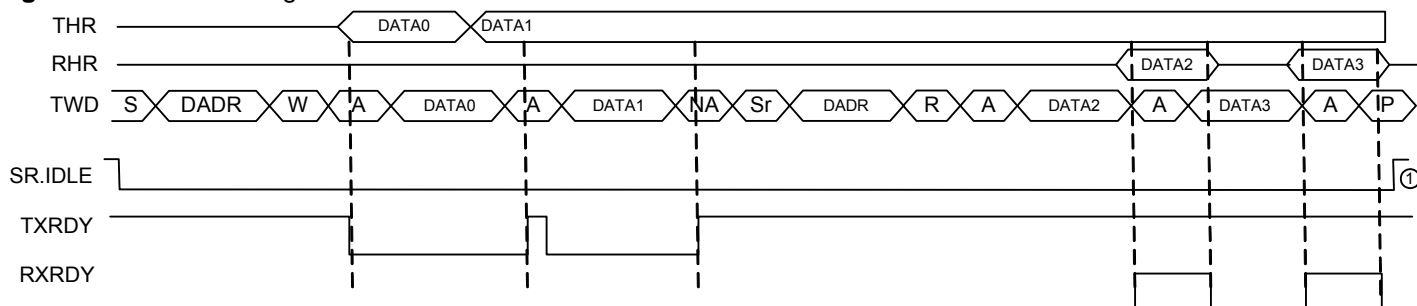 THR DATA0 DATA1
RHR DATA2 DATA3
TWD S DADR W A DATA0 A DATA1 NA Sr DADR R A DATA2 A DATA3 A P
SR.IDLE ①
TXRDY
RXRDY